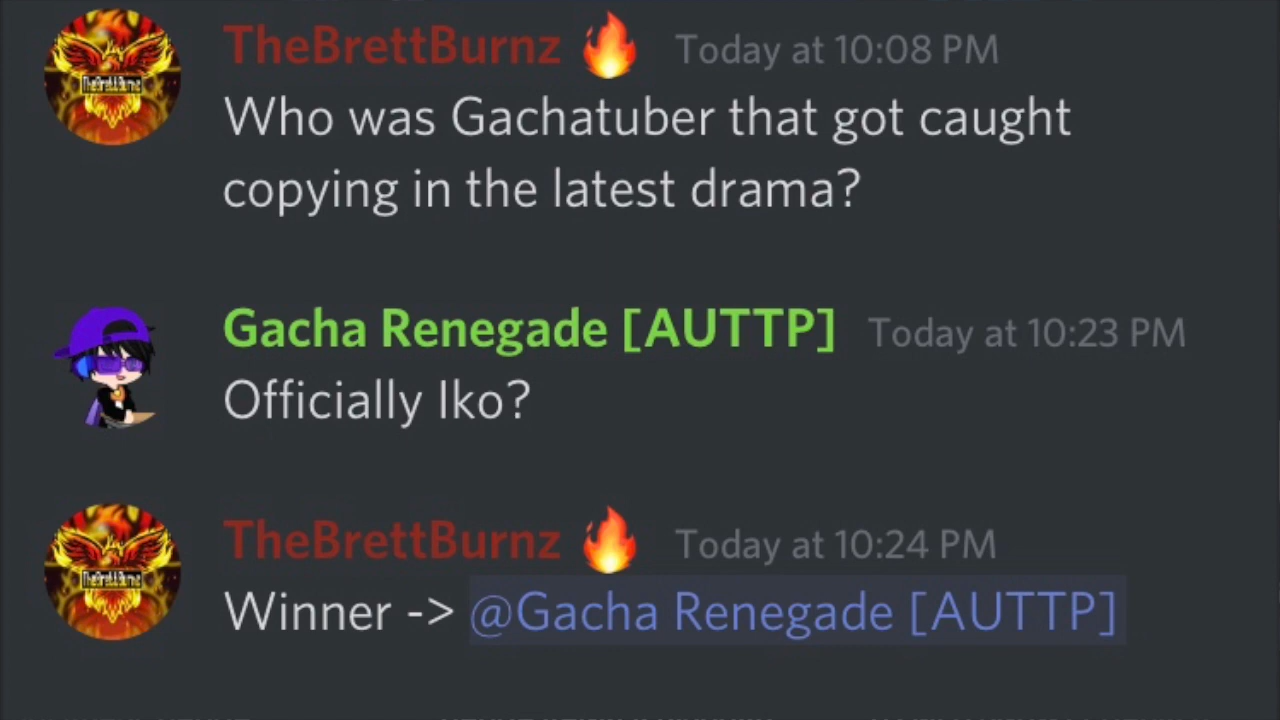 TheBrettBurnz 🔥 Today at 10:08 PM
Who was Gachatuber that got caught
copying in the latest drama?
Gacha Renegade [AUTTP] Today at 10:23 PM
Officially Iko?
TheBrettBurnz 🔥 Today at 10:24 PM
Winner -> @Gacha Renegade [AUTTP]